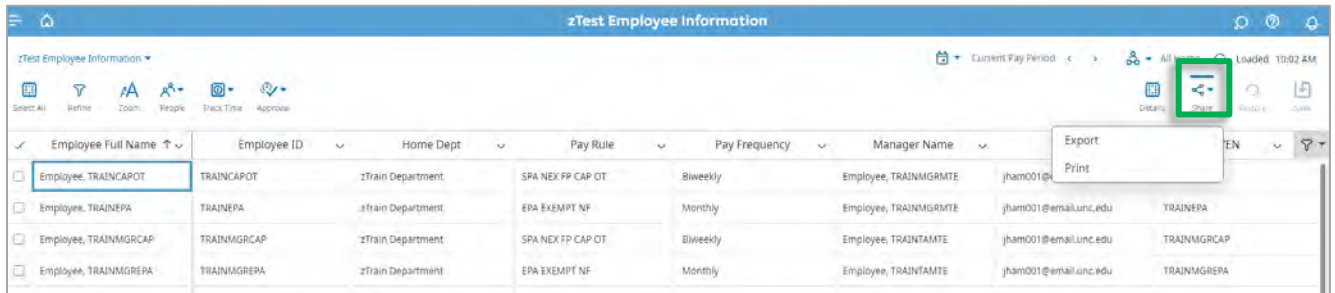 zTest Employee Information
zTest Employee Information
Current Pay Period
All Home
Loaded 10:02 AM
Select All
Refine
Zoom
People
Track Time
Approval
Details
Share
Save
Employee Full Name
Employee ID
Home Dept
Pay Rule
Pay Frequency
Manager Name
EN
Export
Print
Employee, TRAINCAPOT TRAINCAPOT zTrain Department SPA NEX FP CAP OT Biweekly Employee, TRAINMGRMTE jham001@e
Employee, TRAINEPA TRAINEPA zTrain Department EPA EXEMPT NF Monthly Employee, TRAINMGRMTE jham001@email.unc.edu TRAINEPA
Employee, TRAINMGRCAP TRAINMGRCAP zTrain Department SPA NEX FP CAP OT Biweekly Employee, TRAINTAMTE jham001@email.unc.edu TRAINMGRCAP
Employee, TRAINMGREPA TRAINMGREPA zTrain Department EPA EXEMPT NF Monthly Employee, TRAINTAMTE jham001@email.unc.edu TRAINMGREPA